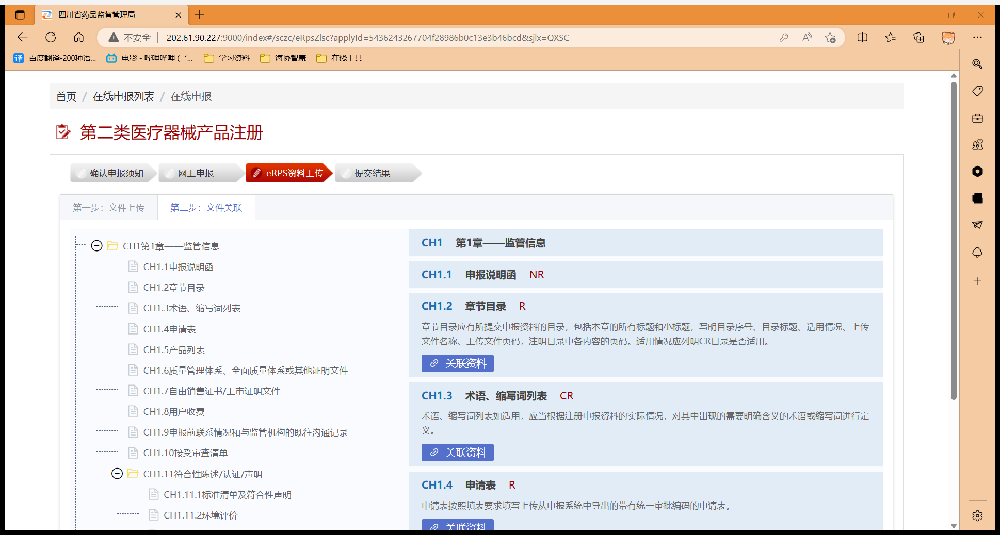 四川省药品监督管理局
不安全
202.61.90.227:9000/index#/sczc/eRpsZlsc?applyId=5436243267704f28986b0c13e3b46bcd&sjlx=QXSC
百度翻译-200种语...
电影 - 哔哩哔哩 ( ゜...
学习资料
海协智康
在线工具
首页 / 在线申报列表 / 在线申报
第二类医疗器械产品注册
确认申报须知
网上申报
eRPS资料上传
提交结果
第一步：文件上传
第二步：文件关联
CH1第1章——监管信息
CH1.1申报说明函
CH1.2章节目录
CH1.3术语、缩写词列表
CH1.4申请表
CH1.5产品列表
CH1.6质量管理体系、全面质量体系或其他证明文件
CH1.7自由销售证书/上市证明文件
CH1.8用户收费
CH1.9申报前联系情况和与监管机构的既往沟通记录
CH1.10接受审查清单
CH1.11符合性陈述/认证/声明
CH1.11.1标准清单及符合性声明
CH1.11.2环境评价
CH1 第1章——监管信息
CH1.1 申报说明函 NR
CH1.2 章节目录 R
章节目录应有所提交申报资料的目录，包括本章的所有标题和小标题，写明目录序号、目录标题、适用情况、上传
文件名称、上传文件页码，注明目录中各内容的页码。适用情况应列明CR目录是否适用。
关联资料
CH1.3 术语、缩写词列表 CR
术语、缩写词列表如适用，应当根据注册申报资料的实际情况，对其中出现的需要明确含义的术语或缩写词进行定
义。
关联资料
CH1.4 申请表 R
申请表按照填表要求填写上传从申报系统中导出的带有统一审批编码的申请表。
关联资料